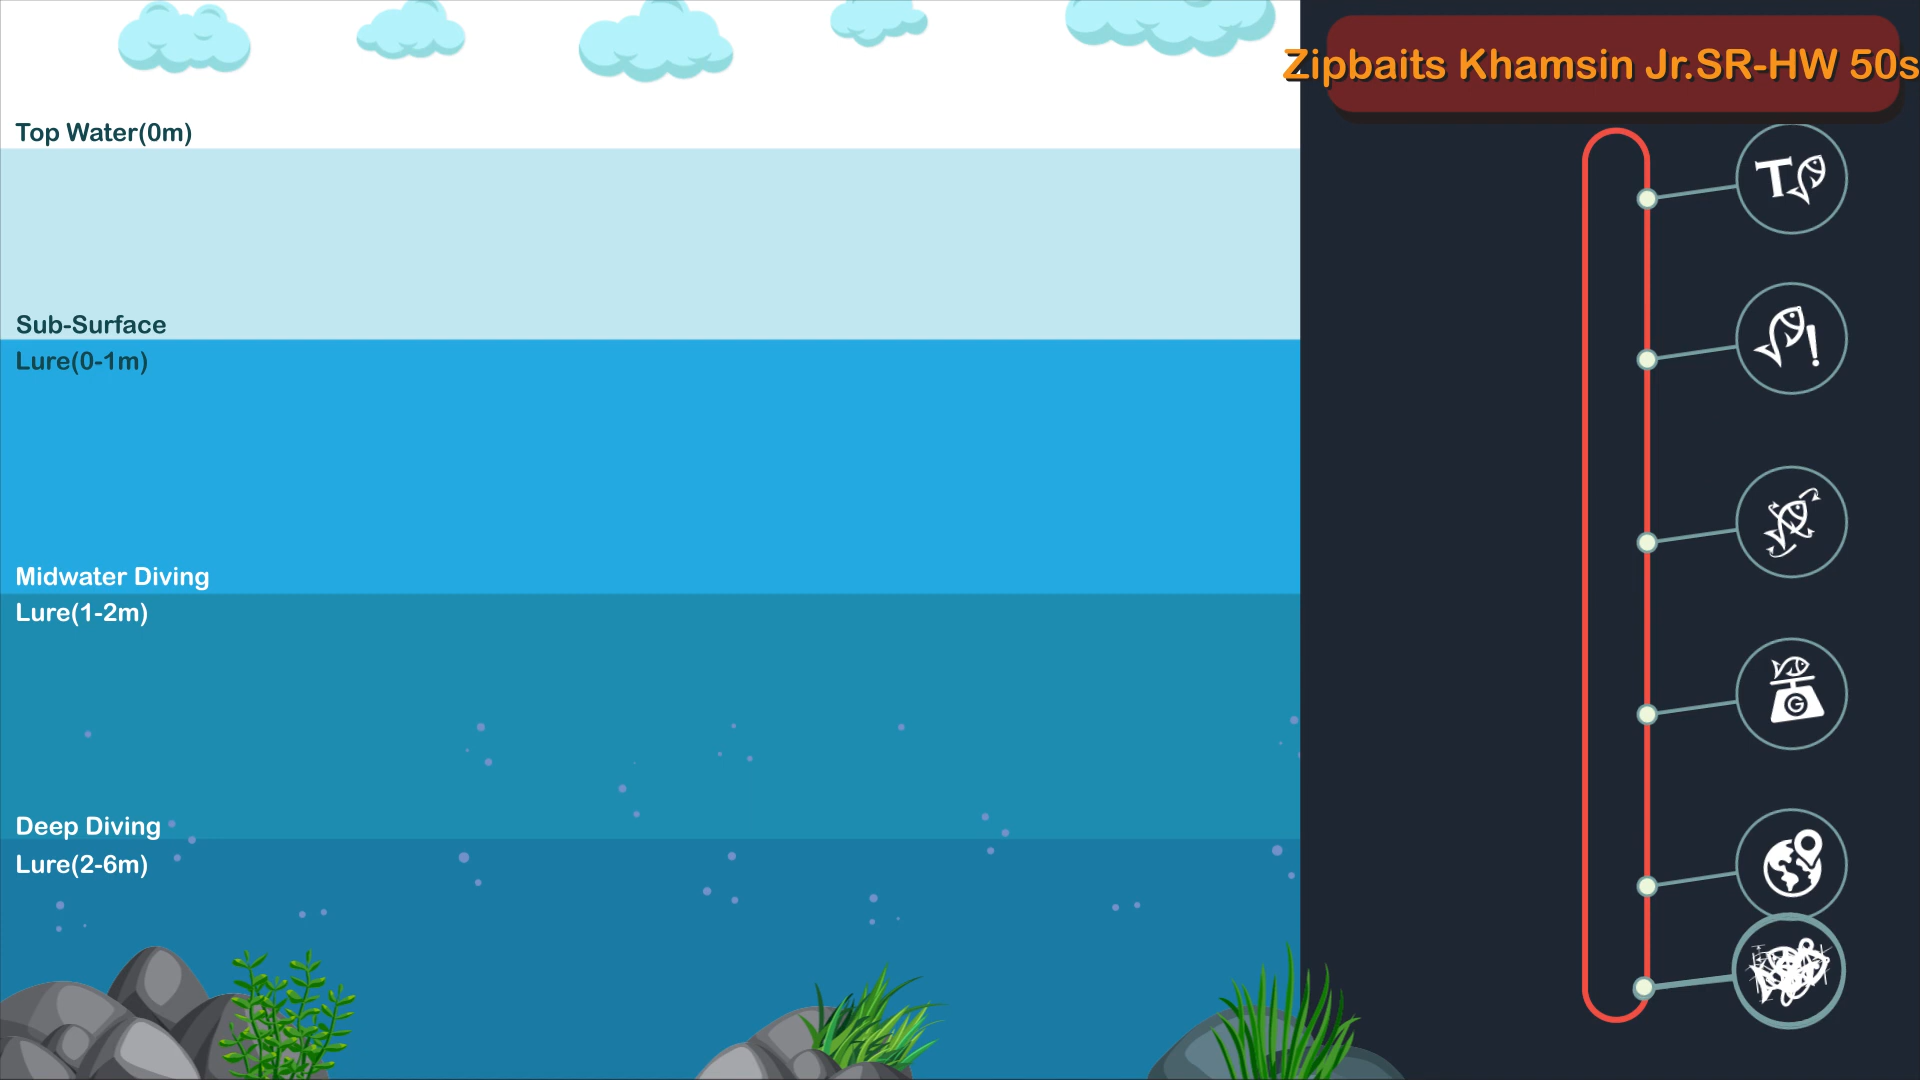 Zipbaits Khamsin Jr.SR-HW 50s
Top Water(0m)
T
Sub-Surface
Lure(0-1m)
!
Midwater Diving
Lure(1-2m)
G
Deep Diving
Lure(2-6m)